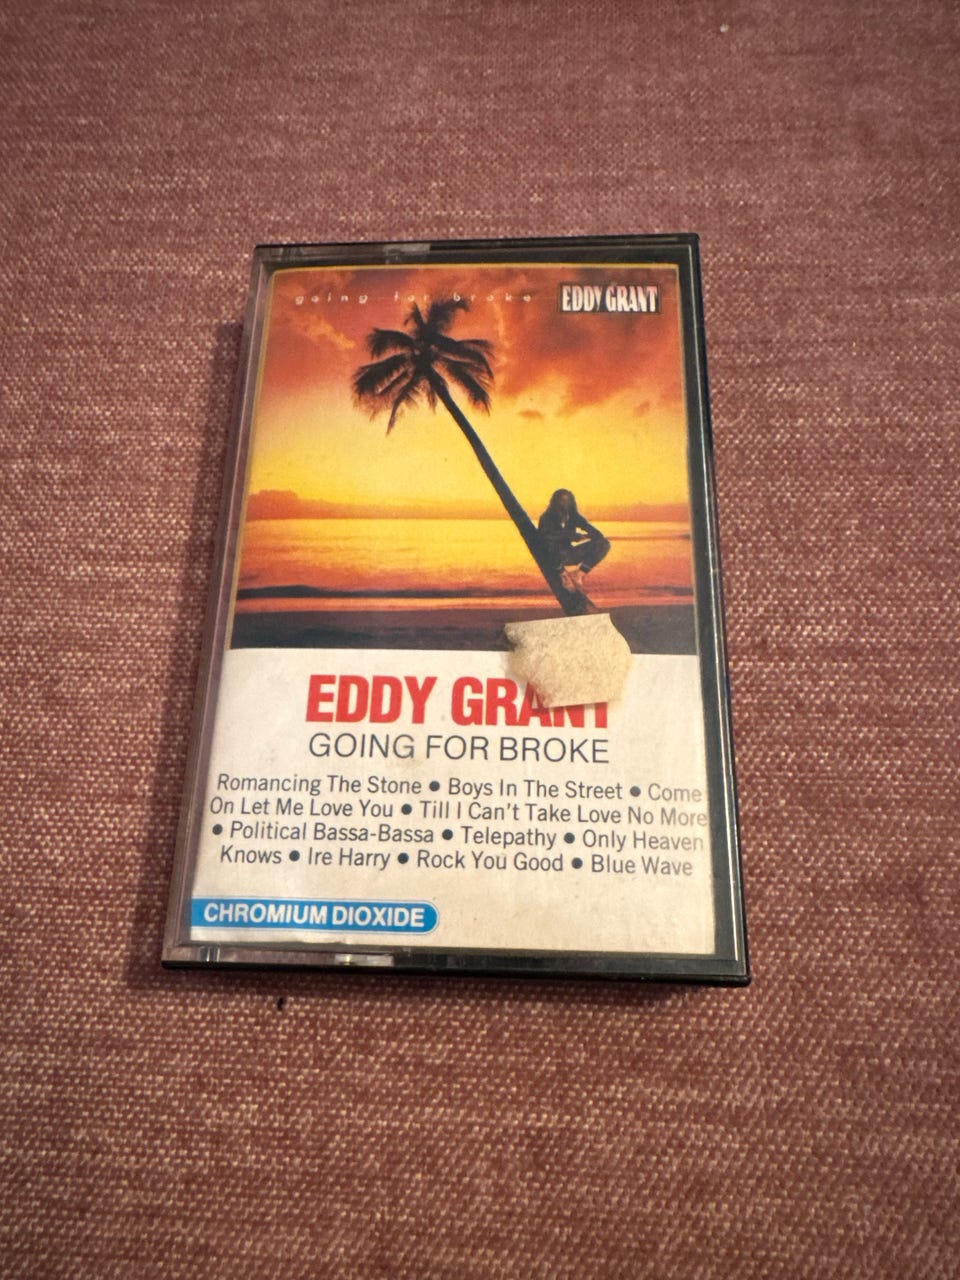 going for broke EDDY GRANT
EDDY GRANT
GOING FOR BROKE
Romancing The Stone ● Boys In The Street ● Come
On Let Me Love You ● Till I Can't Take Love No More
● Political Bassa-Bassa ● Telepathy ● Only Heaven
Knows ● Ire Harry ● Rock You Good ● Blue Wave
CHROMIUM DIOXIDE